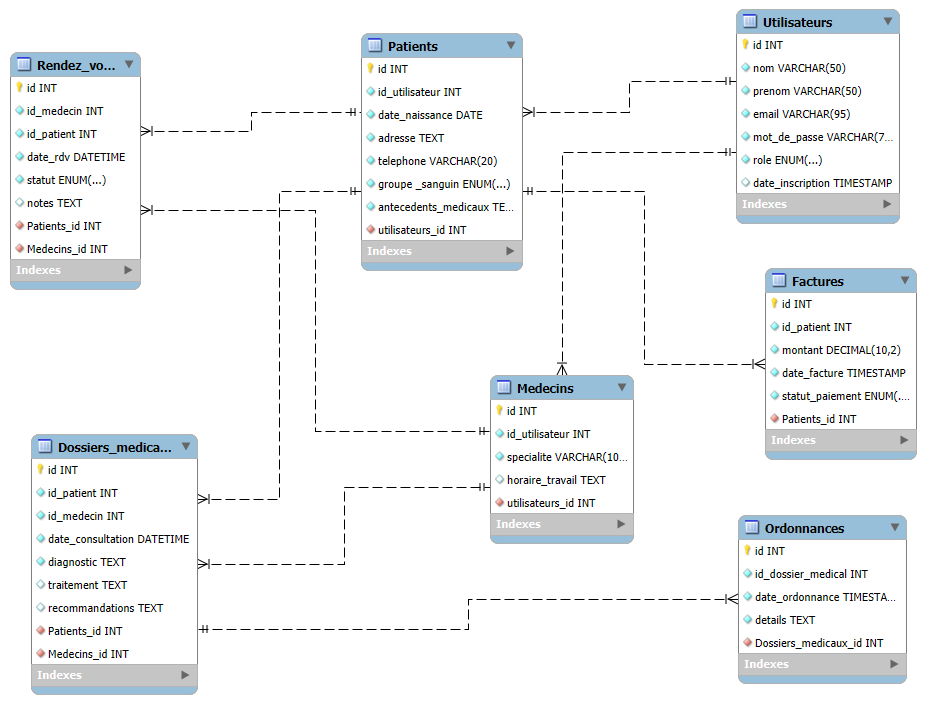 Rendez_vo...
id INT
id_medecin INT
id_patient INT
date_rdv DATETIME
statut ENUM(...)
notes TEXT
Patients_id INT
Medecins_id INT
Indexes
Patients
id INT
id_utilisateur INT
date_naissance DATE
adresse TEXT
telephone VARCHAR(20)
groupe _sanguin ENUM(...)
antecedents_medicaux TE...
utilisateurs_id INT
Indexes
Utilisateurs
id INT
nom VARCHAR(50)
prenom VARCHAR(50)
email VARCHAR(95)
mot_de_passe VARCHAR(7...
role ENUM(...)
date_inscription TIMESTAMP
Indexes
Factures
id INT
id_patient INT
montant DECIMAL(10,2)
date_facture TIMESTAMP
statut_paiement ENUM(....
Patients_id INT
Indexes
Medecins
id INT
id_utilisateur INT
specialite VARCHAR(10...
horaire_travail TEXT
utilisateurs_id INT
Indexes
Dossiers_medica...
id INT
id_patient INT
id_medecin INT
date_consultation DATETIME
diagnostic TEXT
traitement TEXT
recommandations TEXT
Patients_id INT
Medecins_id INT
Indexes
Ordonnances
id INT
id_dossier_medical INT
date_ordonnance TIMESTA...
details TEXT
Dossiers_medicaux_id INT
Indexes